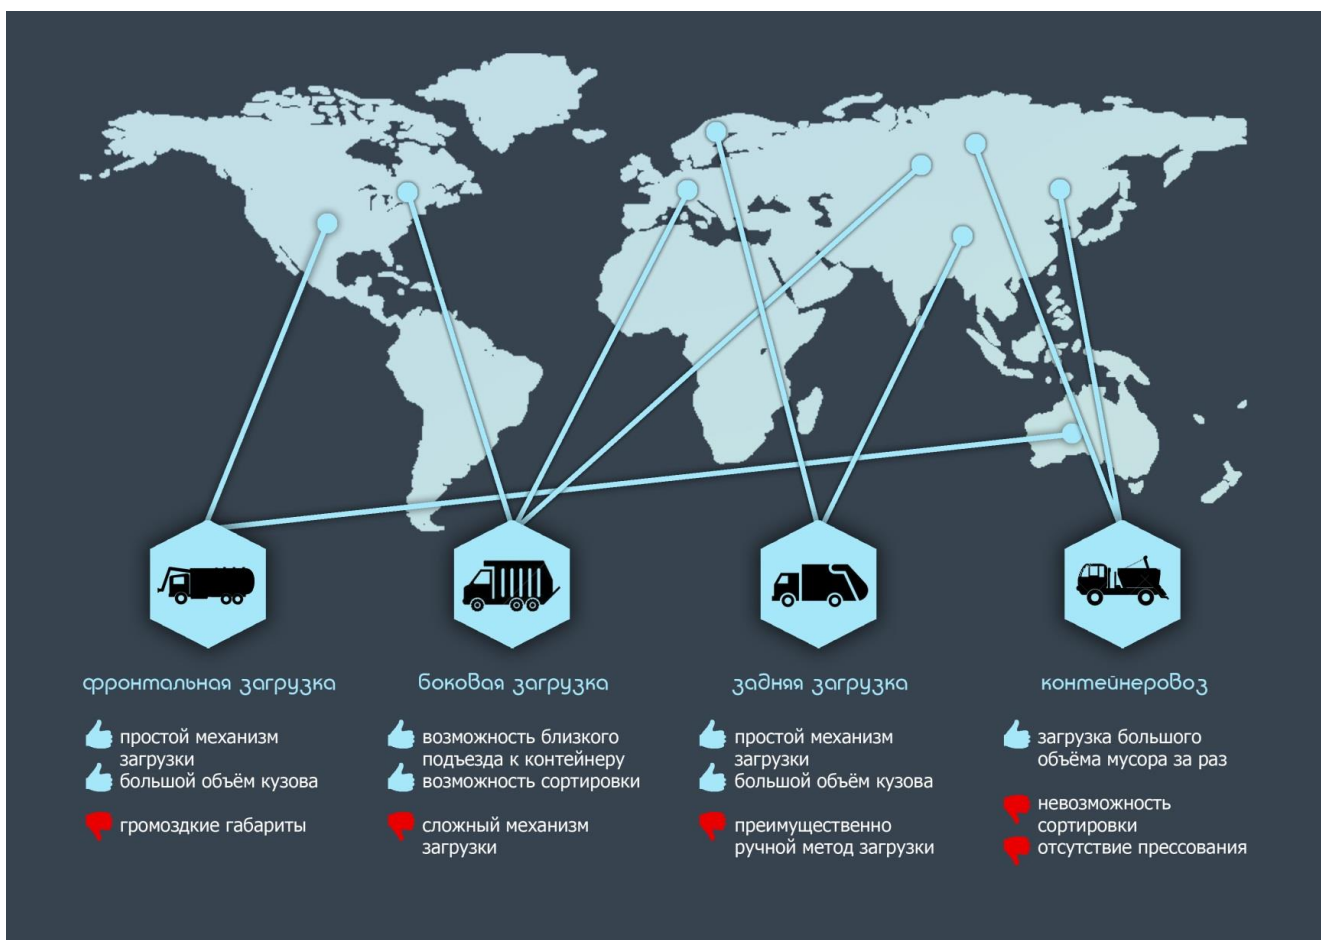 фронтальная загрузка
простой механизм
загрузки
большой объём кузова
громоздкие габариты
боковая загрузка
возможность близкого
подъезда к контейнеру
возможность сортировки
сложный механизм
загрузки
задняя загрузка
простой механизм
загрузки
большой объём кузова
преимущественно
ручной метод загрузки
контейнеровоз
загрузка большого
объёма мусора за раз
невозможность
сортировки
отсутствие прессования